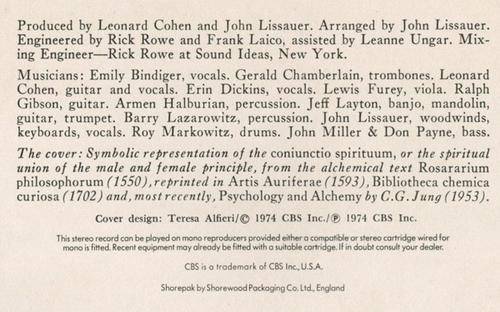 Produced by Leonard Cohen and John Lissauer. Arranged by John Lissauer.
Engineered by Rick Rowe and Frank Laico, assisted by Leanne Ungar. Mix-
ing Engineer—Rick Rowe at Sound Ideas, New York.
Musicians: Emily Bindiger, vocals. Gerald Chamberlain, trombones. Leonard
Cohen, guitar and vocals. Erin Dickins, vocals. Lewis Furey, viola. Ralph
Gibson, guitar. Armen Halburian, percussion. Jeff Layton, banjo, mandolin,
guitar, trumpet. Barry Lazarowitz, percussion. John Lissauer, woodwinds,
keyboards, vocals. Roy Markowitz, drums. John Miller & Don Payne, bass.
The cover: Symbolic representation of the coniunctio spirituum, or the spiritual
union of the male and female principle, from the alchemical text Rosararium
philosophorum (1550), reprinted in Artis Auriferae (1593), Bibliotheca chemica
curiosa (1702) and, most recently, Psychology and Alchemy by C.G. Jung (1953).
Cover design: Teresa Alfieri/© 1974 CBS Inc./℗ 1974 CBS Inc.
This stereo record can be played on mono reproducers provided either a compatible or stereo cartridge wired for
mono is fitted. Recent equipment may already be fitted with a suitable cartridge. If in doubt consult your dealer.
CBS is a trademark of CBS Inc., U.S.A.
Shorepak by Shorewood Packaging Co. Ltd., England